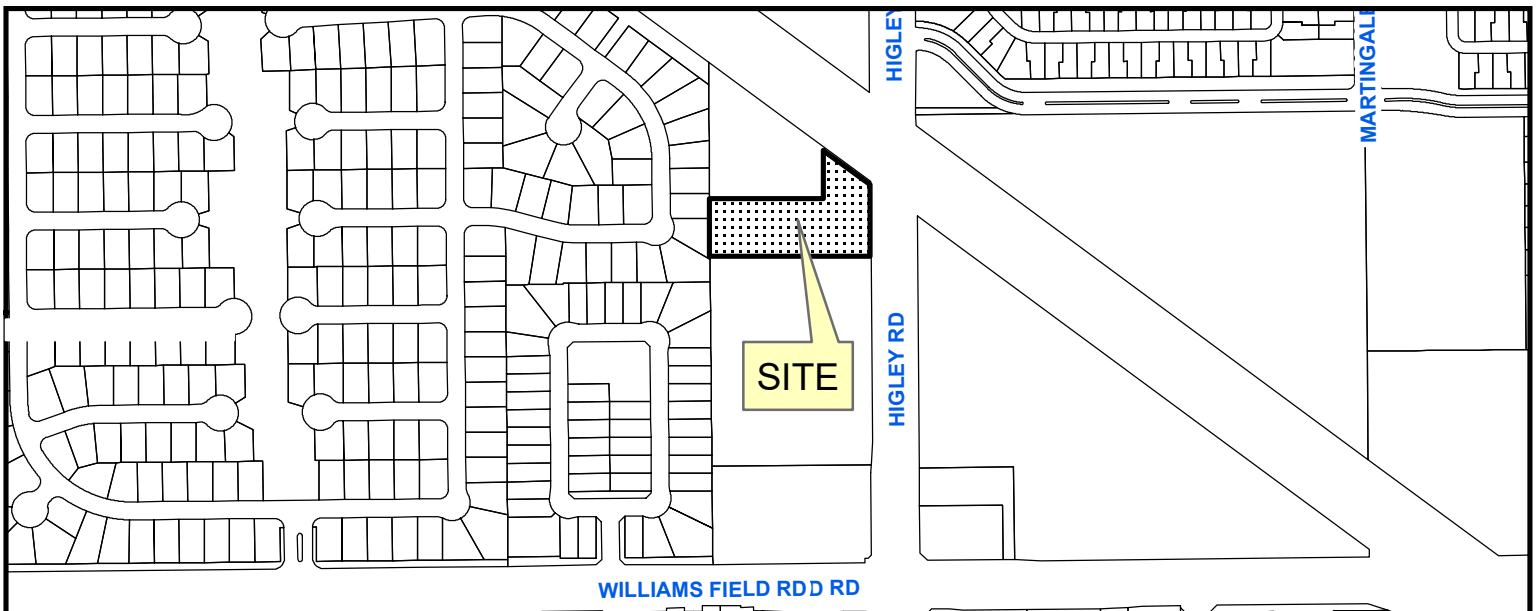 HIGLEY
MARTINGALE
HIGLEY RD
SITE
WILLIAMS FIELD RDD RD